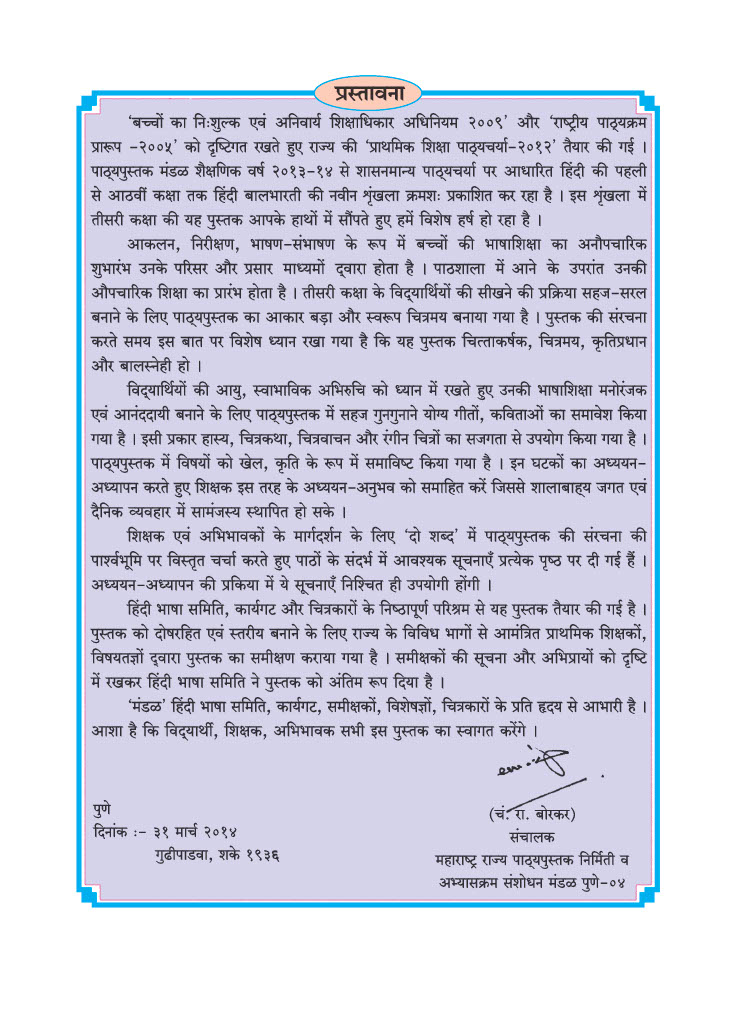 प्रस्तावना
‘बच्चों का निःशुल्क एवं अनिवार्य शिक्षाधिकार अधिनियम २००९’ और ‘राष्ट्रीय पाठ्यक्रम
प्रारूप –२००५’ को दृष्टिगत रखते हुए राज्य की ‘प्राथमिक शिक्षा पाठ्यचर्या–२०१२’ तैयार की गई ।
पाठ्यपुस्तक मंडळ शैक्षणिक वर्ष २०१३–१४ से शासनमान्य पाठ्यचर्या पर आधारित हिंदी की पहली
से आठवीं कक्षा तक हिंदी बालभारती की नवीन शृंखला क्रमशः प्रकाशित कर रहा है । इस शृंखला में
तीसरी कक्षा की यह पुस्तक आपके हाथों में सौंपते हुए हमें विशेष हर्ष हो रहा है ।
आकलन, निरीक्षण, भाषण–संभाषण के रूप में बच्चों की भाषाशिक्षा का अनौपचारिक
शुभारंभ उनके परिसर और प्रसार माध्यमों द्वारा होता है । पाठशाला में आने के उपरांत उनकी
औपचारिक शिक्षा का प्रारंभ होता है । तीसरी कक्षा के विद्यार्थियों की सीखने की प्रक्रिया सहज–सरल
बनाने के लिए पाठ्यपुस्तक का आकार बड़ा और स्वरूप चित्रमय बनाया गया है । पुस्तक की संरचना
करते समय इस बात पर विशेष ध्यान रखा गया है कि यह पुस्तक चित्ताकर्षक, चित्रमय, कृतिप्रधान
और बालस्नेही हो ।
विद्यार्थियों की आयु, स्वाभाविक अभिरुचि को ध्यान में रखते हुए उनकी भाषाशिक्षा मनोरंजक
एवं आनंददायी बनाने के लिए पाठ्यपुस्तक में सहज गुनगुनाने योग्य गीतों, कविताओं का समावेश किया
गया है । इसी प्रकार हास्य, चित्रकथा, चित्रवाचन और रंगीन चित्रों का सजगता से उपयोग किया गया है ।
पाठ्यपुस्तक में विषयों को खेल, कृति के रूप में समाविष्ट किया गया है । इन घटकों का अध्ययन–
अध्यापन करते हुए शिक्षक इस तरह के अध्ययन–अनुभव को समाहित करें जिससे शालाबाह्य जगत एवं
दैनिक व्यवहार में सामंजस्य स्थापित हो सके ।
शिक्षक एवं अभिभावकों के मार्गदर्शन के लिए ‘दो शब्द’ में पाठ्यपुस्तक की संरचना की
पार्श्वभूमि पर विस्तृत चर्चा करते हुए पाठों के संदर्भ में आवश्यक सूचनाएँ प्रत्येक पृष्ठ पर दी गई हैं ।
अध्ययन–अध्यापन की प्रकिया में ये सूचनाएँ निश्चित ही उपयोगी होंगी ।
हिंदी भाषा समिति, कार्यगट और चित्रकारों के निष्ठापूर्ण परिश्रम से यह पुस्तक तैयार की गई है ।
पुस्तक को दोषरहित एवं स्तरीय बनाने के लिए राज्य के विविध भागों से आमंत्रित प्राथमिक शिक्षकों,
विषयतज्ञों द्वारा पुस्तक का समीक्षण कराया गया है । समीक्षकों की सूचना और अभिप्रायों को दृष्टि
में रखकर हिंदी भाषा समिति ने पुस्तक को अंतिम रूप दिया है ।
‘मंडळ’ हिंदी भाषा समिति, कार्यगट, समीक्षकों, विशेषज्ञों, चित्रकारों के प्रति हृदय से आभारी है ।
आशा है कि विद्यार्थी, शिक्षक, अभिभावक सभी इस पुस्तक का स्वागत करेंगे ।
पुणे
दिनांक :– ३१ मार्च २०१४
गुढीपाडवा, शके १९३६
(चं. रा. बोरकर)
संचालक
महाराष्ट्र राज्य पाठ्यपुस्तक निर्मिती व
अभ्यासक्रम संशोधन मंडळ पुणे–०४